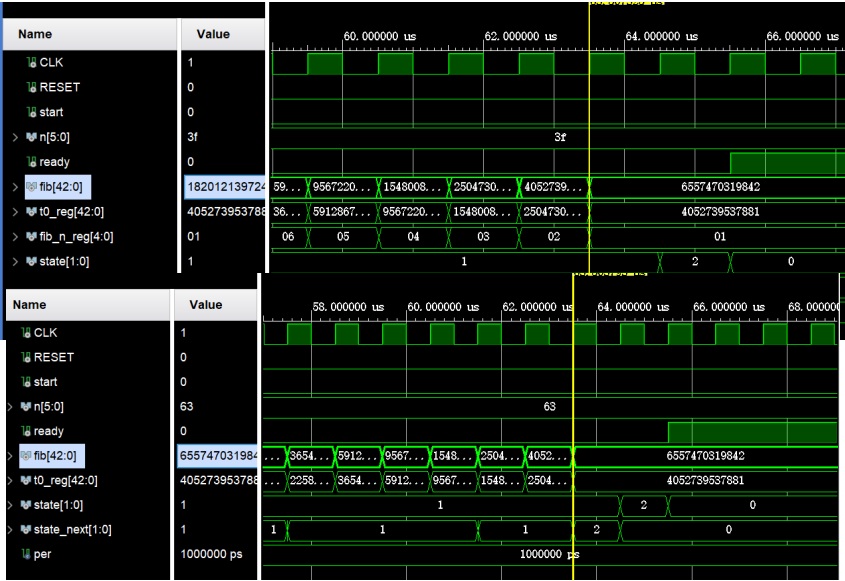 Name Value
60.000000 us 62.000000 us 64.000000 us 66.000000 us
CLK 1
RESET 0
start 0
n[5:0] 3f 3f
ready 0
fib[42:0] 182012139724 59... 9567220... 1548008... 2504730... 4052739... 6557470319842
t0_reg[42:0] 405273953788 36... 5912867... 9567220... 1548008... 2504730... 4052739537881
fib_n_reg[4:0] 01 06 05 04 03 02 01
state[1:0] 1 1 2 0
Name Value
58.000000 us 60.000000 us 62.000000 us 64.000000 us 66.000000 us 68.00000
CLK 1
RESET 0
start 0
n[5:0] 63 63
ready 0
fib[42:0] 655747031984 ... 3654... 5912... 9567... 1548... 2504... 4052... 6557470319842
t0_reg[42:0] 405273953788 ... 2258... 3654... 5912... 9567... 1548... 2504... 4052739537881
state[1:0] 1 1 2 0
state_next[1:0] 1 1 1 1 2 0
per 1000000 ps 1000000 ps